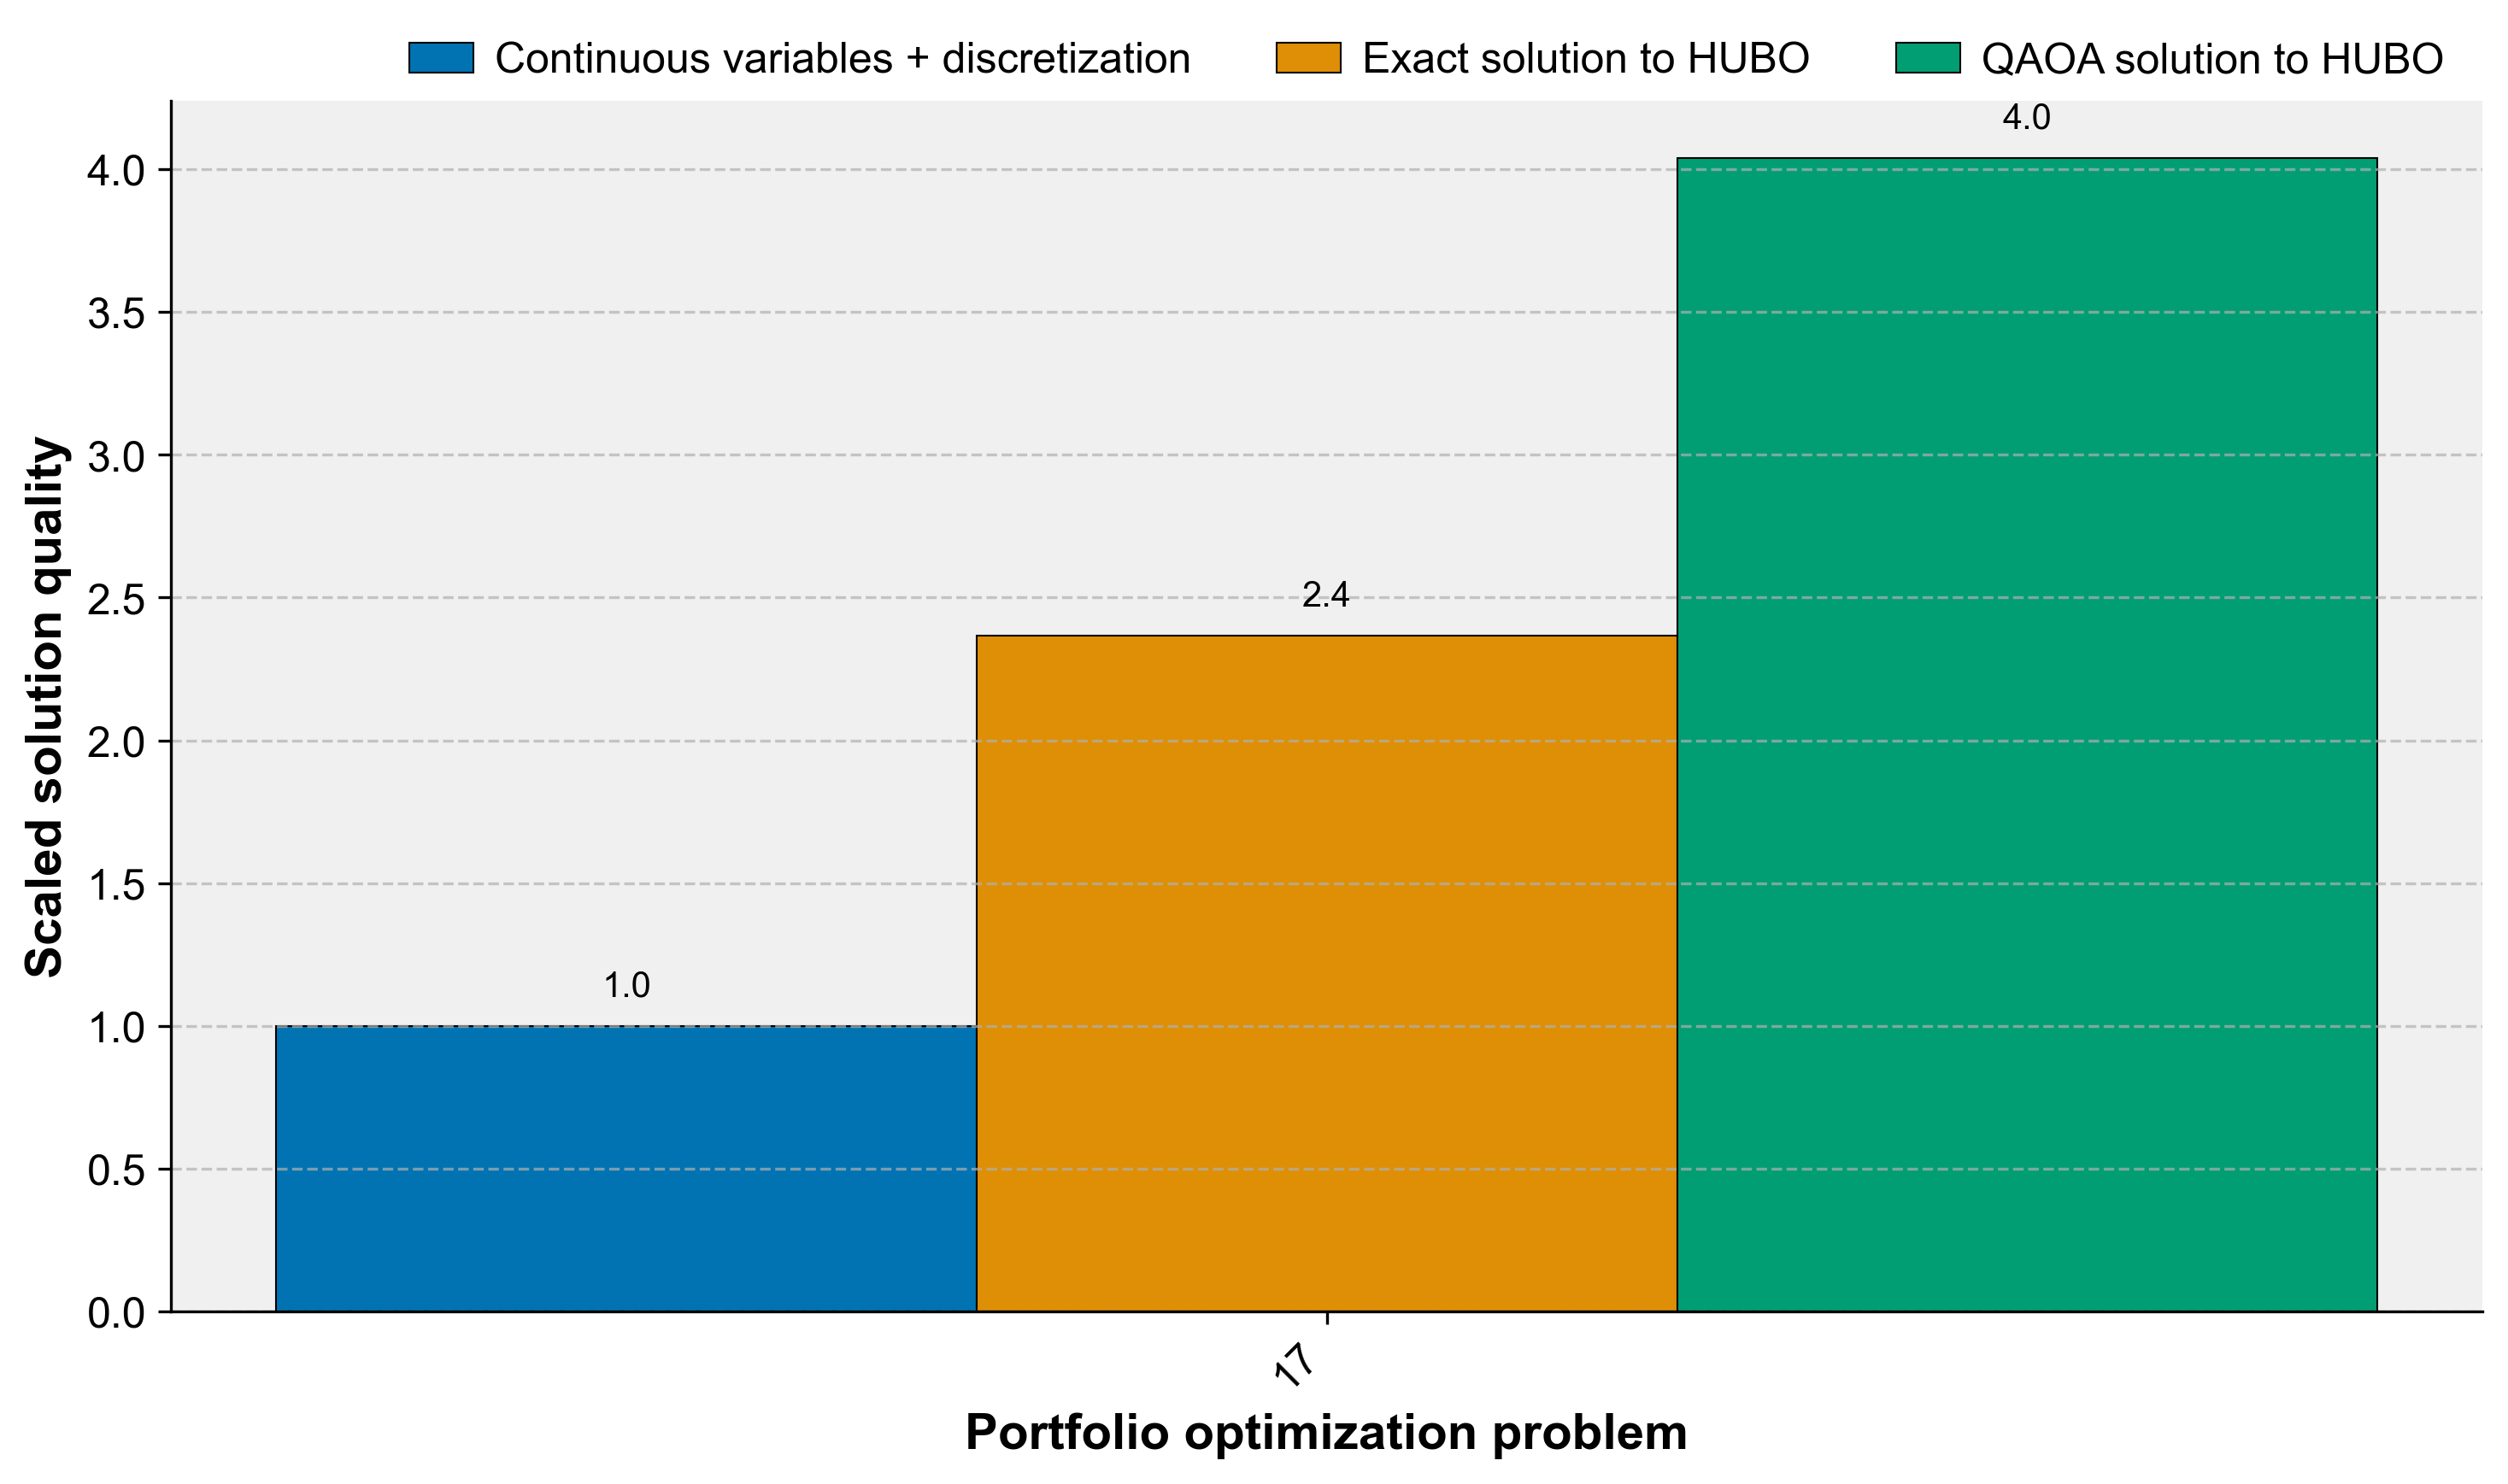 Continuous variables + discretization
Exact solution to HUBO
QAOA solution to HUBO
Scaled solution quality
4.0
3.5
3.0
2.5
2.0
1.5
1.0
0.5
0.0
1.0
2.4
4.0
17
Portfolio optimization problem